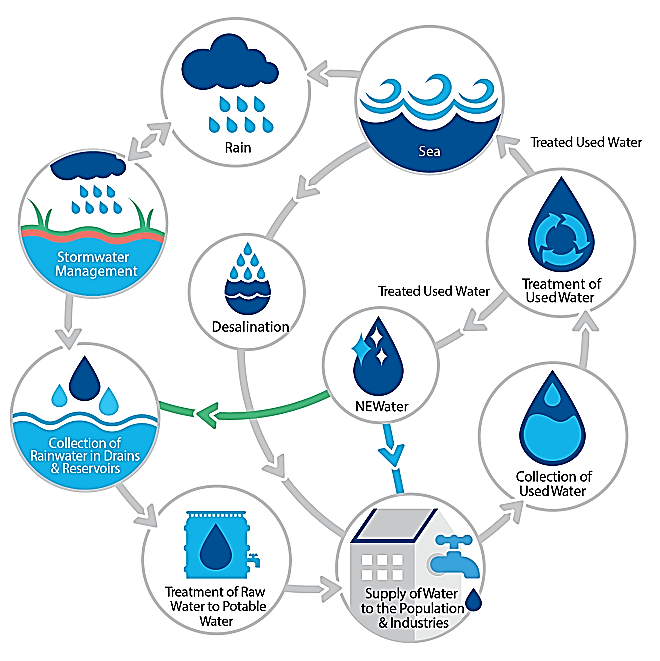 Rain
Sea
Treated Used Water
Stormwater
Management
Desalination
Treated Used Water
Treatment of
Used Water
NEWater
Collection of
Rainwater in Drains
& Reservoirs
Collection of
Used Water
Treatment of Raw
Water to Potable
Water
Supply of Water
to the Population
& Industries